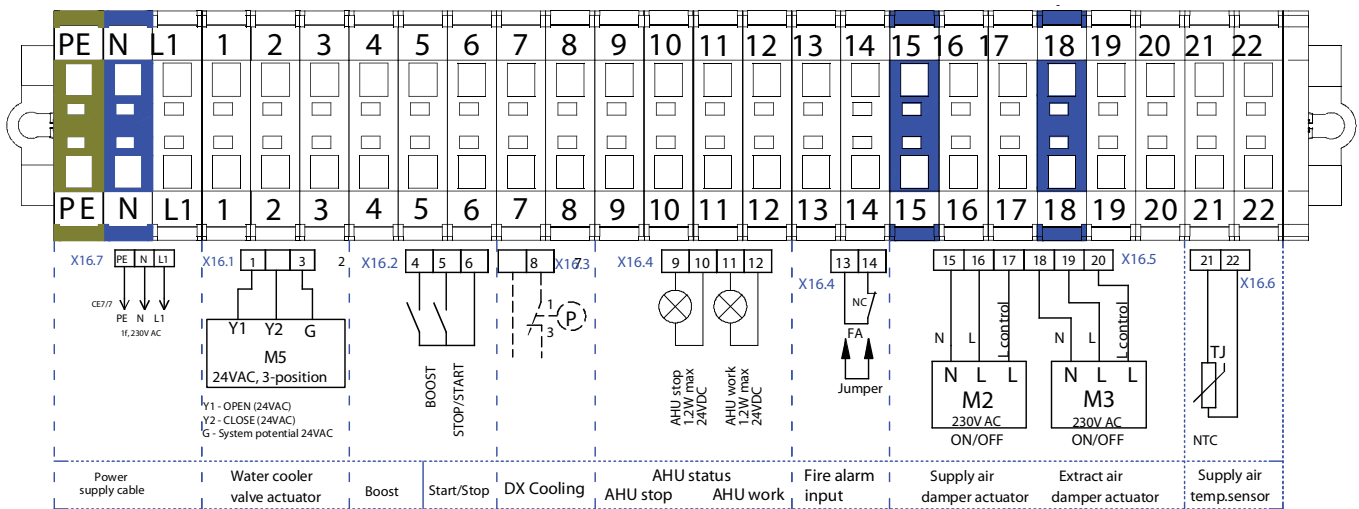 PE N L1 1 2 3 4 5 6 7 8 9 10 11 12 13 14 15 16 17 18 19 20 21 22
PE N L1 1 2 3 4 5 6 7 8 9 10 11 12 13 14 15 16 17 18 19 20 21 22
X16.7 PE N L1
X16.1 1 3 2
X16.2 4 5 6
8 X16.3 7
X16.4 9 10 11 12
13 14
X16.4
15 16 17 18 19 20 X16.5
21 22
X16.6
CE7/7
PE N L1
1f, 230V AC
Y1 Y2 G
M5
24VAC, 3-position
Y1 - OPEN (24VAC)
Y2 - CLOSE (24VAC)
G - System potential 24VAC
BOOST
STOP/START
1
P
3
AHU stop
1.2W max
24VDC
AHU work
1.2W max
24VDC
NC
FA
Jumper
N L L control
N L L
M2
230V AC
ON/OFF
N L L control
N L L
M3
230V AC
ON/OFF
TJ
NTC
Power
supply cable
Water cooler
valve actuator
Boost
Start/Stop
DX Cooling
AHU status
AHU stop AHU work
Fire alarm
input
Supply air
damper actuator
Extract air
damper actuator
Supply air
temp.sensor